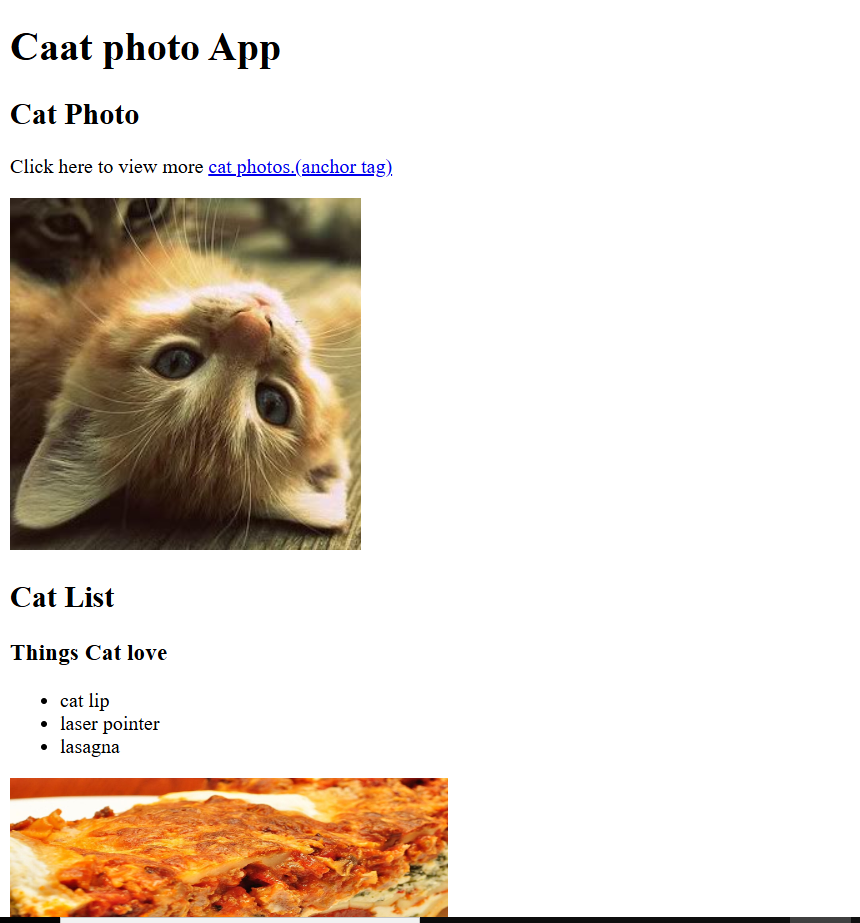 Caat photo App
Cat Photo
Click here to view more cat photos.(anchor tag)
Cat List
Things Cat love
cat lip
laser pointer
lasagna